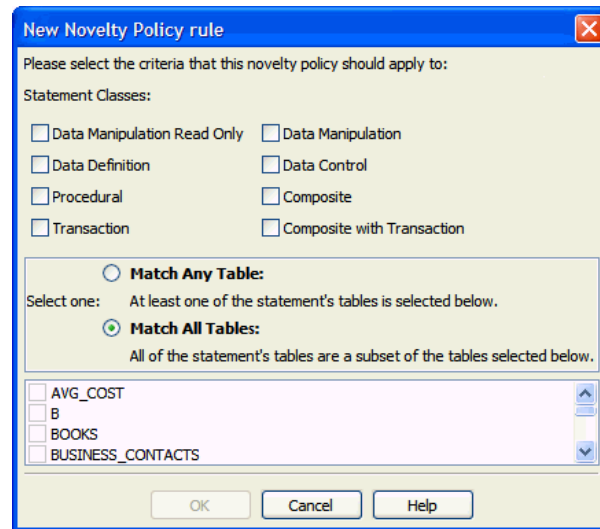 New Novelty Policy rule
Please select the criteria that this novelty policy should apply to:
Statement Classes:
Data Manipulation Read Only
Data Manipulation
Data Definition
Data Control
Procedural
Composite
Transaction
Composite with Transaction
Match Any Table:
Select one:
At least one of the statement's tables is selected below.
Match All Tables:
All of the statement's tables are a subset of the tables selected below.
AVG_COST
B
BOOKS
BUSINESS_CONTACTS
OK
Cancel
Help